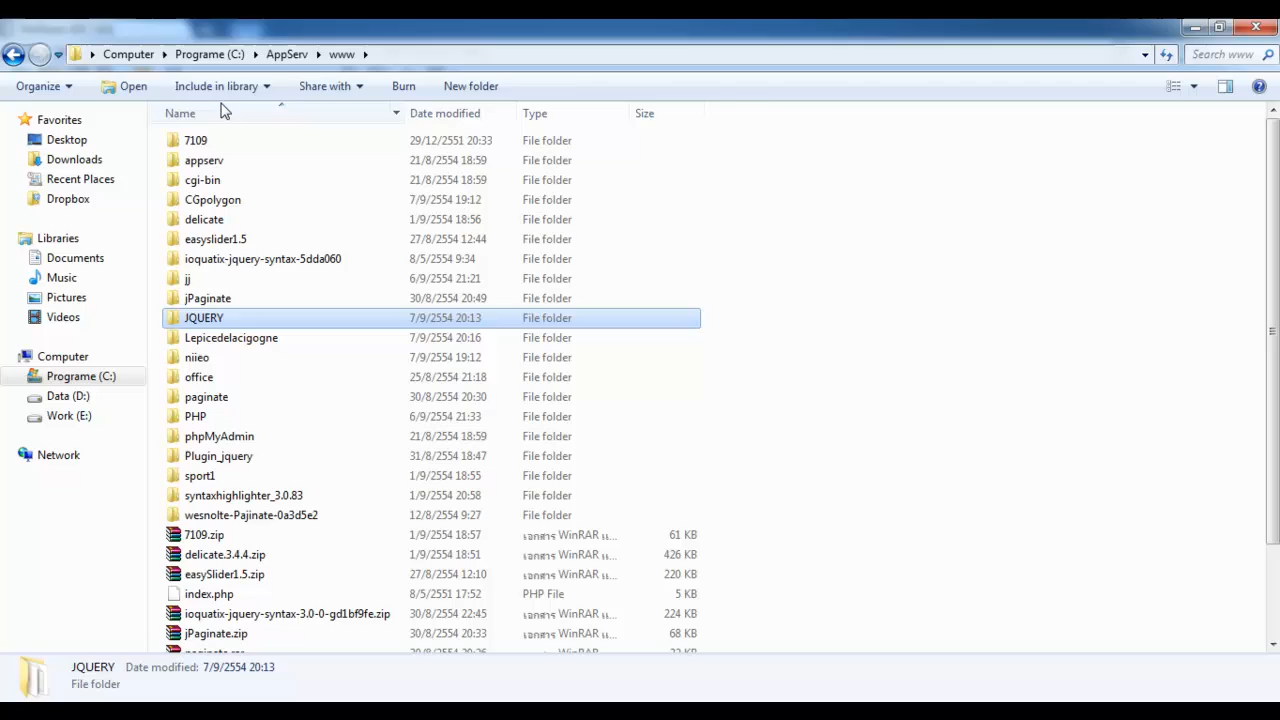 Computer Programe (C:) AppServ www
Search www
Organize Open Include in library Share with Burn New folder
Name Date modified Type Size
Favorites
Desktop
Downloads
Recent Places
Dropbox
Libraries
Documents
Music
Pictures
Videos
Computer
Programe (C:)
Data (D:)
Work (E:)
Network
7109 29/12/2551 20:33 File folder
appserv 21/8/2554 18:59 File folder
cgi-bin 21/8/2554 18:59 File folder
CGpolygon 7/9/2554 19:12 File folder
delicate 1/9/2554 18:56 File folder
easyslider1.5 27/8/2554 12:44 File folder
ioquatix-jquery-syntax-5dda060 8/5/2554 9:34 File folder
jj 6/9/2554 21:21 File folder
jPaginate 30/8/2554 20:49 File folder
JQUERY 7/9/2554 20:13 File folder
Lepicedelacigogne 7/9/2554 20:16 File folder
niieo 7/9/2554 19:12 File folder
office 25/8/2554 21:18 File folder
paginate 30/8/2554 20:30 File folder
PHP 6/9/2554 21:33 File folder
phpMyAdmin 21/8/2554 18:59 File folder
Plugin_jquery 31/8/2554 18:47 File folder
sport1 1/9/2554 18:55 File folder
syntaxhighlighter_3.0.83 1/9/2554 20:58 File folder
wesnolte-Pajinate-0a3d5e2 12/8/2554 9:27 File folder
7109.zip 1/9/2554 18:57 เอกสาร WinRAR แ... 61 KB
delicate.3.4.4.zip 1/9/2554 18:51 เอกสาร WinRAR แ... 426 KB
easySlider1.5.zip 27/8/2554 12:10 เอกสาร WinRAR แ... 220 KB
index.php 8/5/2551 17:52 PHP File 5 KB
ioquatix-jquery-syntax-3.0-0-gd1bf9fe.zip 30/8/2554 22:45 เอกสาร WinRAR แ... 224 KB
jPaginate.zip 30/8/2554 20:33 เอกสาร WinRAR แ... 68 KB
JQUERY Date modified: 7/9/2554 20:13
File folder